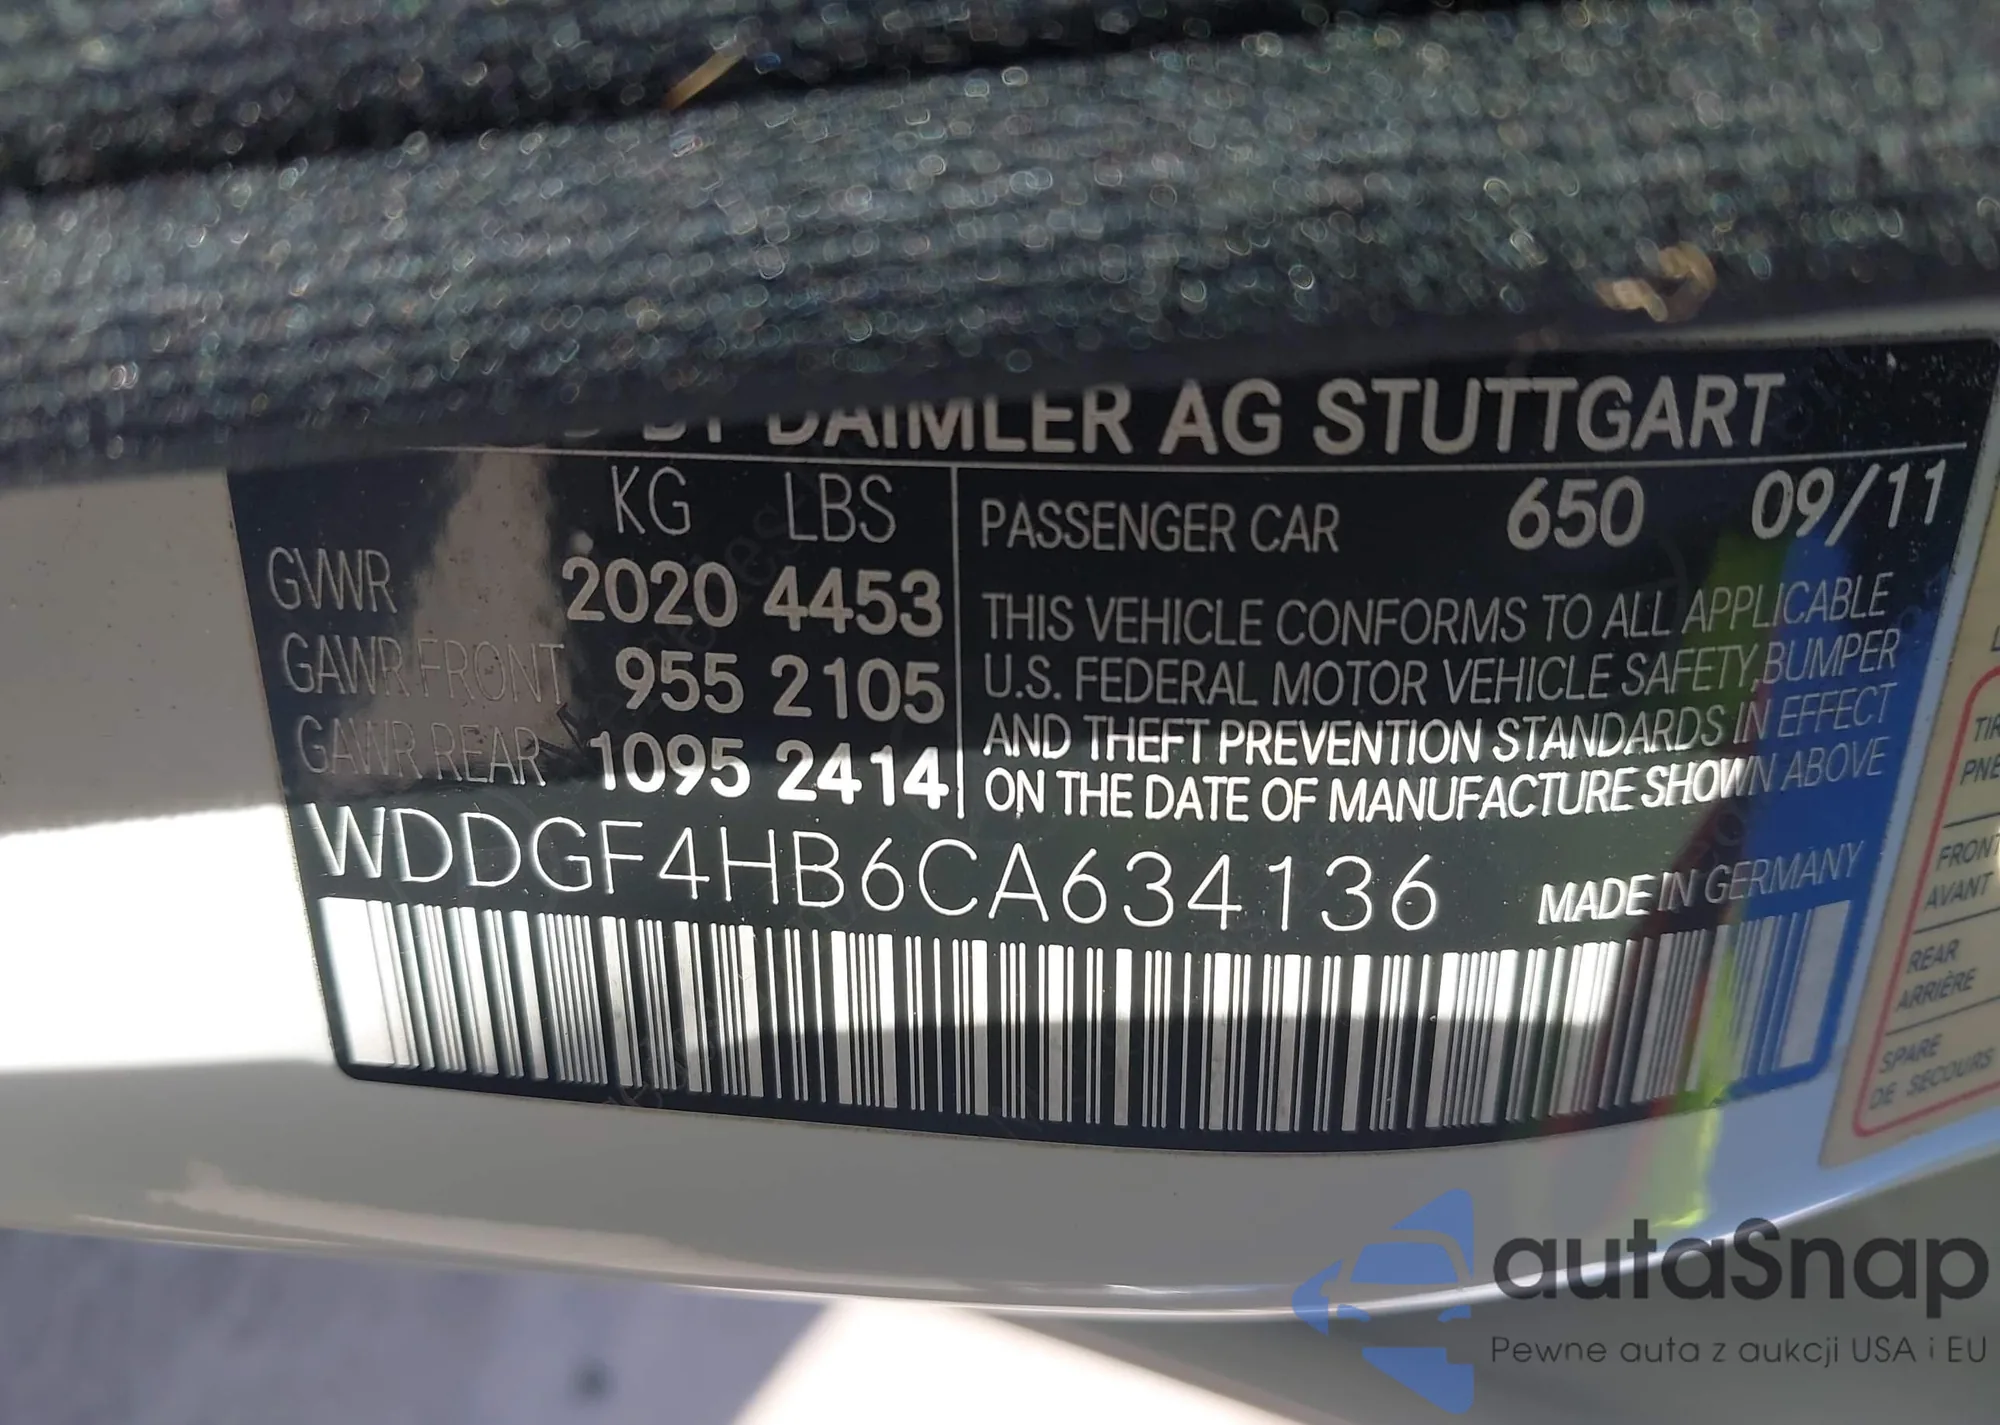 BY DAIMLER AG STUTTGART
KG LBS
GVWR 2020 4453
GAWR FRONT 955 2105
GAWR REAR 1095 2414
PASSENGER CAR 650 09/11
THIS VEHICLE CONFORMS TO ALL APPLICABLE
U.S. FEDERAL MOTOR VEHICLE SAFETY, BUMPER
AND THEFT PREVENTION STANDARDS IN EFFECT
ON THE DATE OF MANUFACTURE SHOWN ABOVE
WDDGF4HB6CA634136
MADE IN GERMANY
FRONT
AVANT
REAR
ARRIÈRE
SPARE
DE SECOURS
autaSnap
Pewne auta z aukcji USA i EU